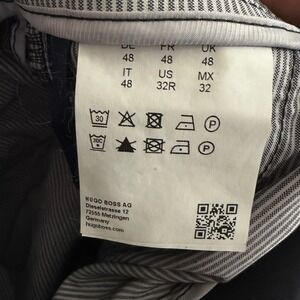 DE FR UK
48 48 48
IT US MX
48 32R 32
30 P
30C P
HUGO BOSS AG
Dieselstrasse 12
72555 Metzingen
Germany
hugoboss.com